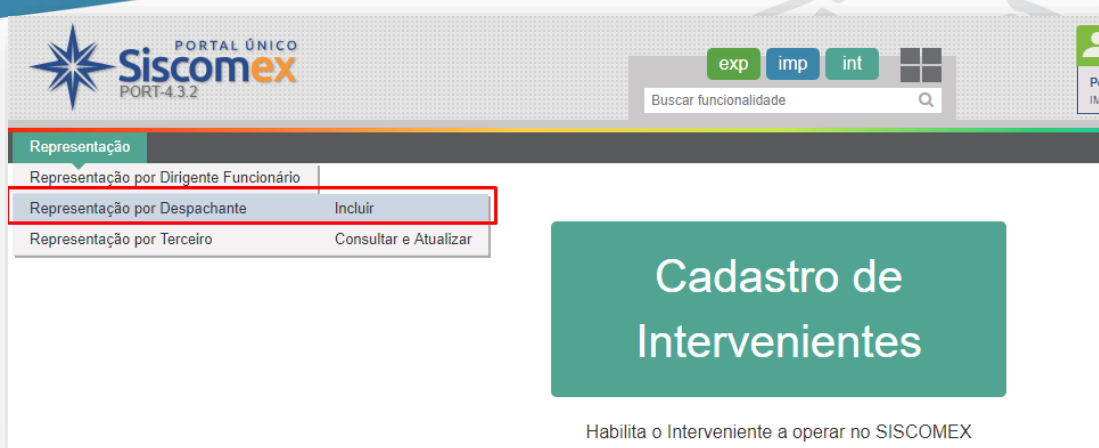 PORTAL ÚNICO
Siscomex
PORT-4.3.2
exp imp int
Buscar funcionalidade
Representação
Representação por Dirigente Funcionário
Representação por Despachante Incluir
Representação por Terceiro Consultar e Atualizar
Cadastro de
Intervenientes
Habilita o Interveniente a operar no SISCOMEX